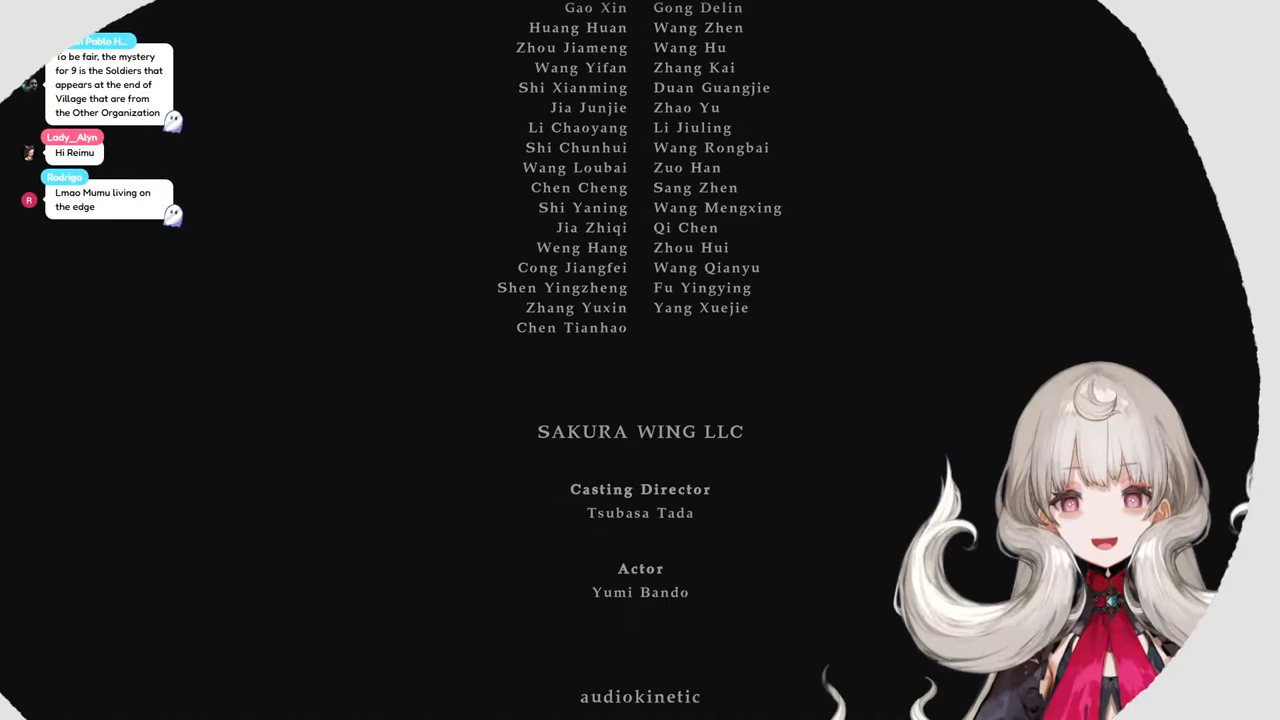 Pablo H...
To be fair, the mystery
for 9 is the Soldiers that
appears at the end of
Village that are from
the Other Organization
Lady__Alyn
Hi Reimu
Rodrigo
R
Lmao Mumu living on
the edge
Gao Xin Gong Delin
Huang Huan Wang Zhen
Zhou Jiameng Wang Hu
Wang Yifan Zhang Kai
Shi Xianming Duan Guangjie
Jia Junjie Zhao Yu
Li Chaoyang Li Jiuling
Shi Chunhui Wang Rongbai
Wang Loubai Zuo Han
Chen Cheng Sang Zhen
Shi Yaning Wang Mengxing
Jia Zhiqi Qi Chen
Weng Hang Zhou Hui
Cong Jiangfei Wang Qianyu
Shen Yingzheng Fu Yingying
Zhang Yuxin Yang Xuejie
Chen Tianhao
SAKURA WING LLC
Casting Director
Tsubasa Tada
Actor
Yumi Bando
audiokinetic